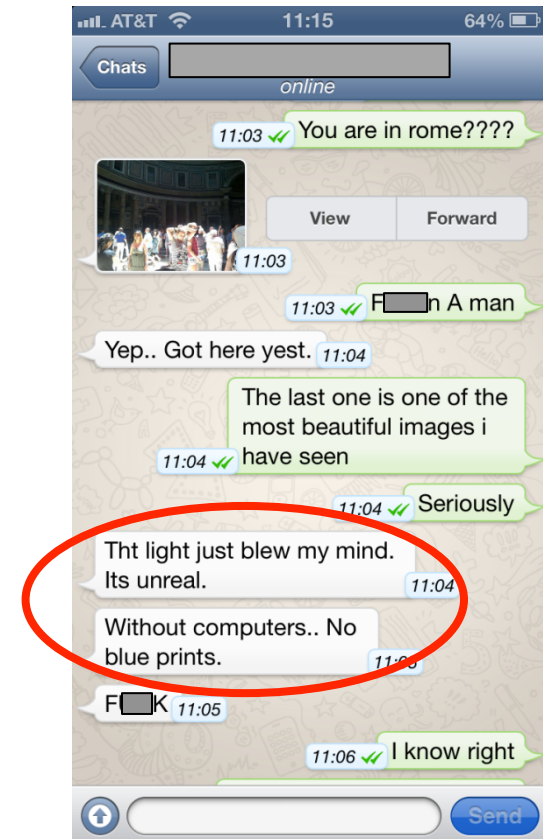 AT&T 11:15 64%
Chats
online
11:03 You are in rome????
View Forward
11:03
11:03 F n A man
Yep.. Got here yest. 11:04
The last one is one of the
most beautiful images i
11:04 have seen
11:04 Seriously
Tht light just blew my mind.
Its unreal. 11:04
Without computers.. No
blue prints.
F K 11:05
11:06 I know right
Send